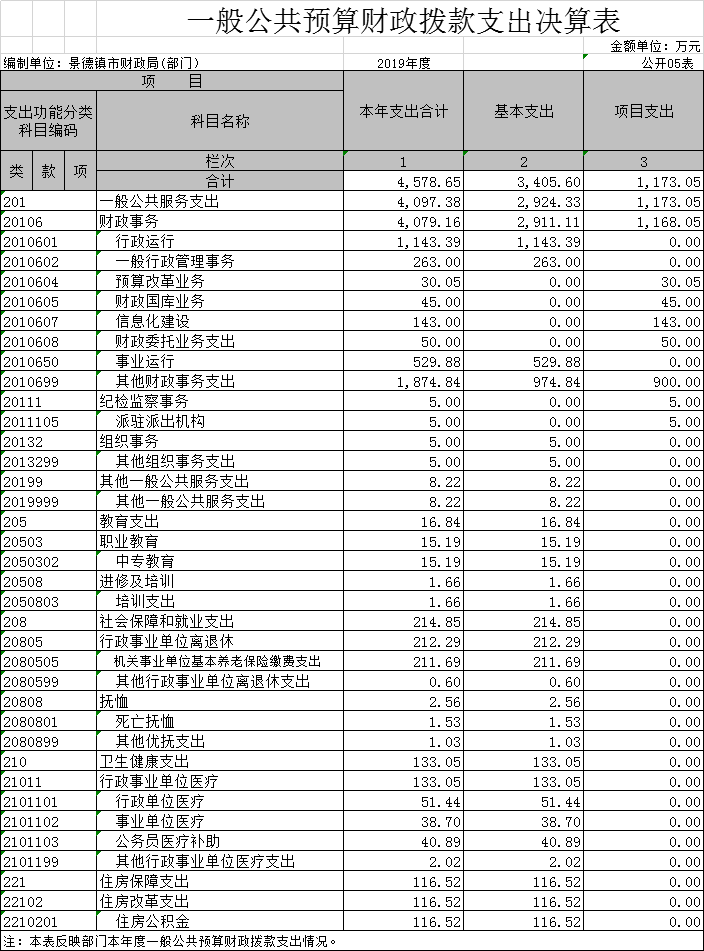 一般公共预算财政拨款支出决算表
金额单位：万元
编制单位：景德镇市财政局(部门) 2019年度 公开05表
项 目 本年支出合计 基本支出 项目支出
支出功能分类科目编码 科目名称
类 款 项 栏次 1 2 3
合计 4,578.65 3,405.60 1,173.05
201 一般公共服务支出 4,097.38 2,924.33 1,173.05
20106 财政事务 4,079.16 2,911.11 1,168.05
2010601 行政运行 1,143.39 1,143.39 0.00
2010602 一般行政管理事务 263.00 263.00 0.00
2010604 预算改革业务 30.05 0.00 30.05
2010605 财政国库业务 45.00 0.00 45.00
2010607 信息化建设 143.00 0.00 143.00
2010608 财政委托业务支出 50.00 0.00 50.00
2010650 事业运行 529.88 529.88 0.00
2010699 其他财政事务支出 1,874.84 974.84 900.00
20111 纪检监察事务 5.00 0.00 5.00
2011105 派驻派出机构 5.00 0.00 5.00
20132 组织事务 5.00 5.00 0.00
2013299 其他组织事务支出 5.00 5.00 0.00
20199 其他一般公共服务支出 8.22 8.22 0.00
2019999 其他一般公共服务支出 8.22 8.22 0.00
205 教育支出 16.84 16.84 0.00
20503 职业教育 15.19 15.19 0.00
2050302 中专教育 15.19 15.19 0.00
20508 进修及培训 1.66 1.66 0.00
2050803 培训支出 1.66 1.66 0.00
208 社会保障和就业支出 214.85 214.85 0.00
20805 行政事业单位离退休 212.29 212.29 0.00
2080505 机关事业单位基本养老保险缴费支出 211.69 211.69 0.00
2080599 其他行政事业单位离退休支出 0.60 0.60 0.00
20808 抚恤 2.56 2.56 0.00
2080801 死亡抚恤 1.53 1.53 0.00
2080899 其他优抚支出 1.03 1.03 0.00
210 卫生健康支出 133.05 133.05 0.00
21011 行政事业单位医疗 133.05 133.05 0.00
2101101 行政单位医疗 51.44 51.44 0.00
2101102 事业单位医疗 38.70 38.70 0.00
2101103 公务员医疗补助 40.89 40.89 0.00
2101199 其他行政事业单位医疗支出 2.02 2.02 0.00
221 住房保障支出 116.52 116.52 0.00
22102 住房改革支出 116.52 116.52 0.00
2210201 住房公积金 116.52 116.52 0.00
注：本表反映部门本年度一般公共预算财政拨款支出情况。